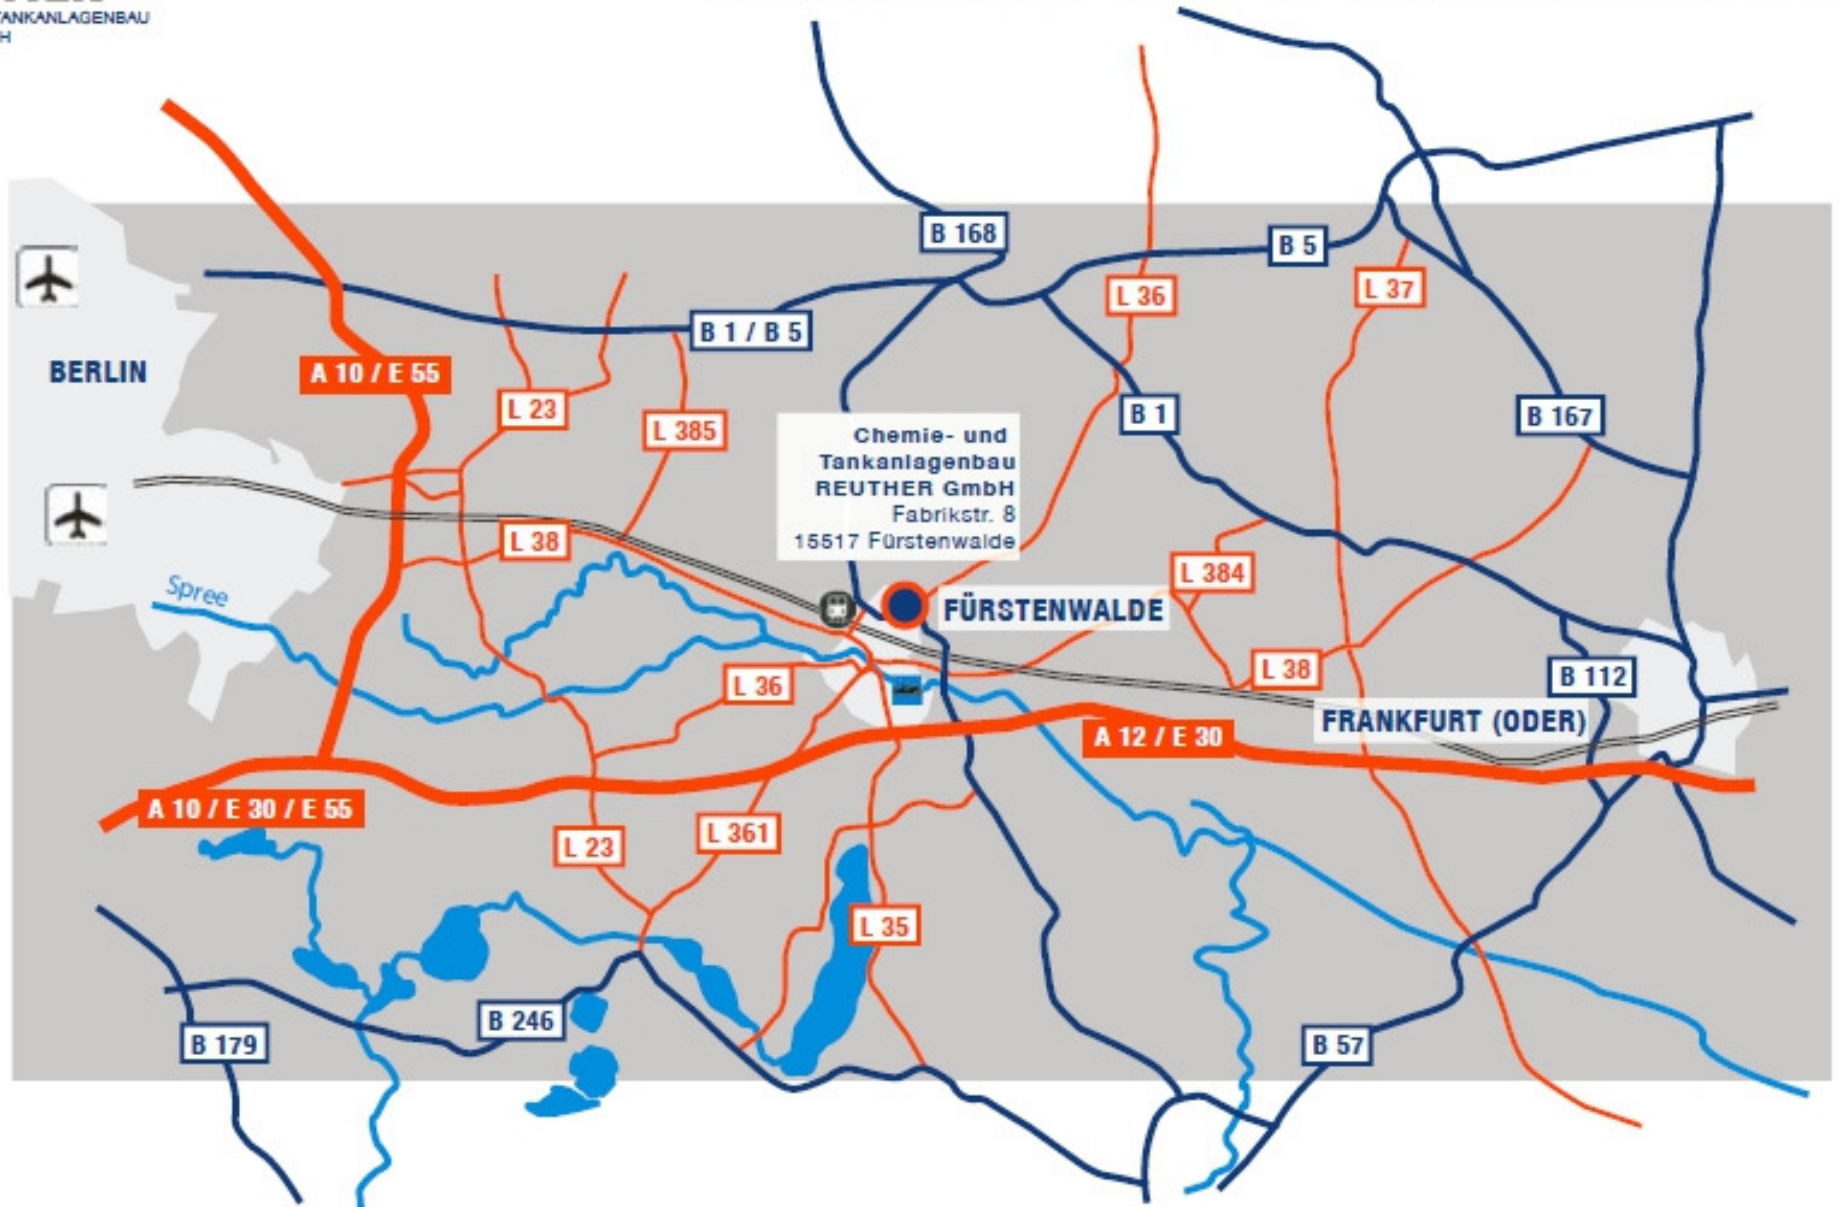 TANKANLAGENBAU
B 168
B 5
L 36
L 37
B 1 / B 5
BERLIN
A 10 / E 55
L 23
L 385
B 1
B 167
Chemie- und
Tankanlagenbau
REUTHER GmbH
Fabrikstr. 8
15517 Fürstenwalde
L 38
L 384
Spree
FÜRSTENWALDE
L 38
L 36
B 112
FRANKFURT (ODER)
A 12 / E 30
A 10 / E 30 / E 55
L 23
L 361
L 35
B 246
B 179
B 57